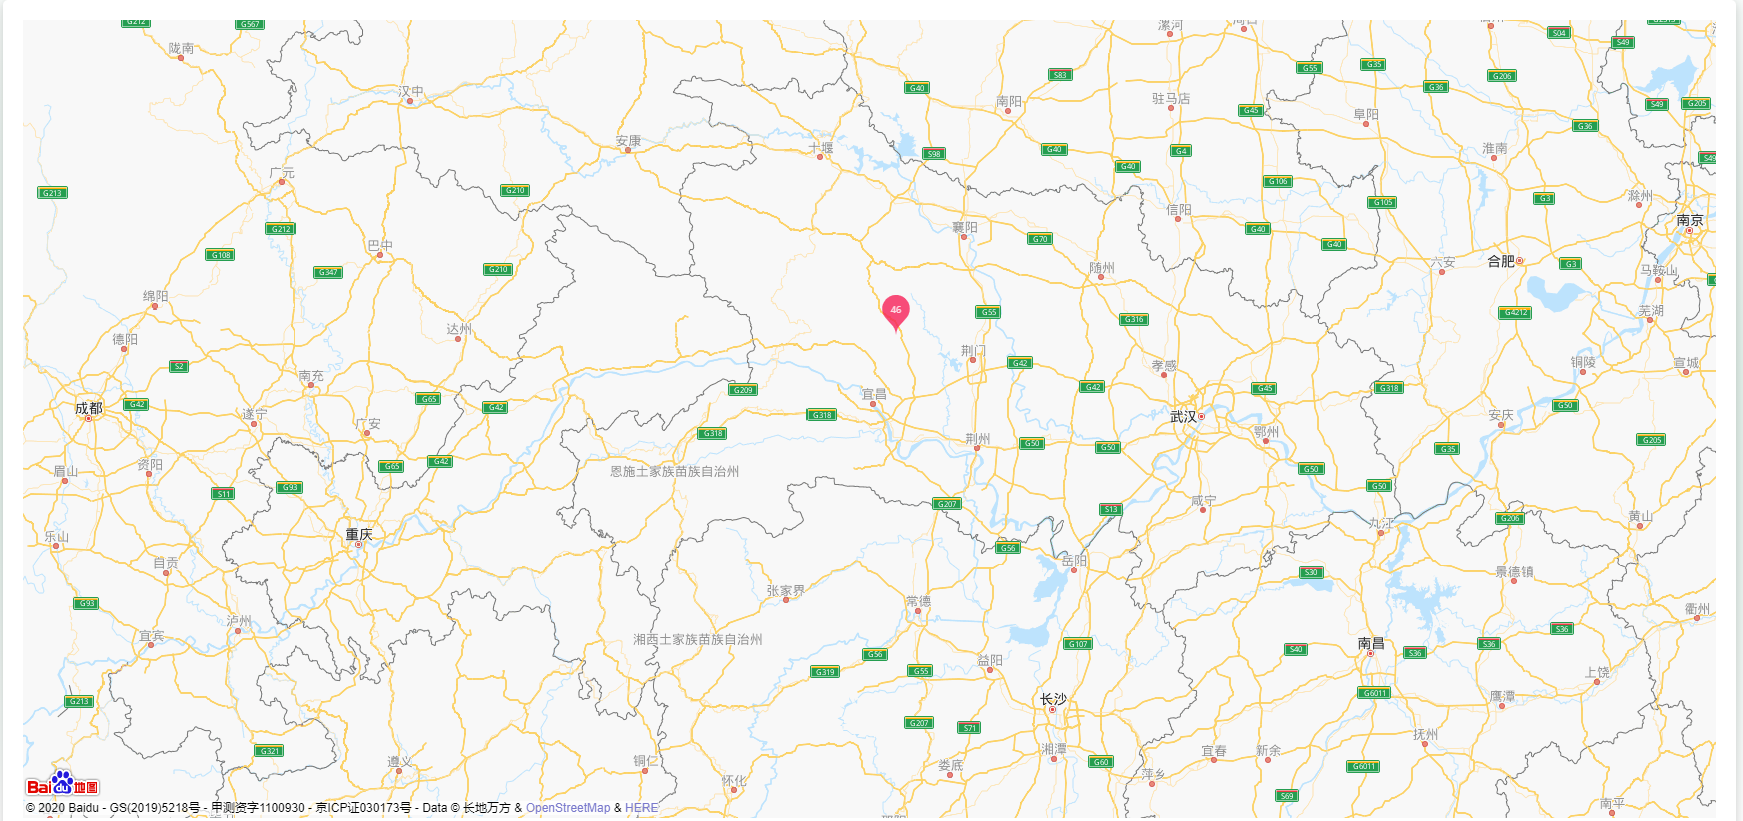 G212
G567
漯河
周口
S04
S49
陇南
G55
G35
S83
G206
G40
G36
汉中
南阳
驻马店
S49
G205
G45
阜阳
G36
安康
十堰
S98
G40
G4
淮南
G40
S49
广元
G213
G210
G106
G3
滁州
G105
信阳
南京
襄阳
G212
G40
巴中
G108
G70
G40
六安
合肥
G3
马鞍山
G347
G210
随州
绵阳
46
G55
G316
G4212
芜湖
达州
德阳
荆门
S2
G42
孝感
铜陵
宣城
南充
G209
G42
G45
G318
宜昌
成都
G42
G65
G42
遂宁
G318
武汉
安庆
G50
广安
G318
鄂州
荆州
G50
G50
G35
G205
资阳
眉山
G65
G42
恩施土家族苗族自治州
G50
S11
G93
G207
S13
咸宁
G50
乐山
重庆
九江
G206
黄山
G56
岳阳
自贡
S30
景德镇
张家界
G93
常德
衢州
泸州
宜宾
湘西土家族苗族自治州
G107
S40
南昌
S36
S36
S36
G56
益阳
G319
G55
上饶
G213
长沙
G6011
鹰潭
G207
S71
抚州
G321
湘潭
宜春
新余
遵义
铜仁
娄底
G60
G6011
怀化
萍乡
S69
南平
Bai du 地图
© 2020 Baidu - GS(2019)5218号 - 甲测资字1100930 - 京ICP证030173号 - Data © 长地万方 & OpenStreetMap & HERE